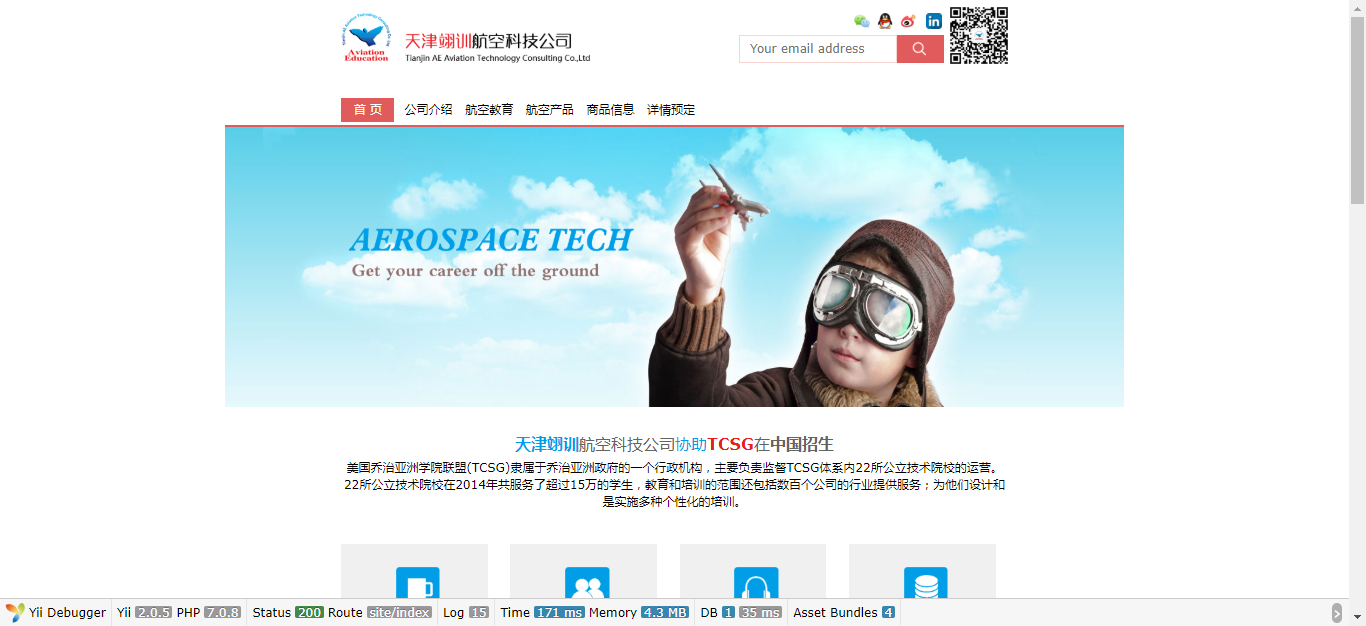 Aviation
Education
天津翊训航空科技公司
Tianjin AE Aviation Technology Consulting Co.,Ltd
Your email address
首 页 公司介绍 航空教育 航空产品 商品信息 详情预定
AEROSPACE TECH
Get your career off the ground
天津翊训航空科技公司协助TCSG在中国招生
美国乔治亚洲学院联盟(TCSG)隶属于乔治亚洲政府的一个行政机构，主要负责监督TCSG体系内22所公立技术院校的运营。
22所公立技术院校在2014年共服务了超过15万的学生，教育和培训的范围还包括数百个公司的行业提供服务；为他们设计和
是实施多种个性化的培训。
Yii Debugger Yii 2.0.5 PHP 7.0.8 Status 200 Route site/index Log 15 Time 171 ms Memory 4.3 MB DB 1 35 ms Asset Bundles 4